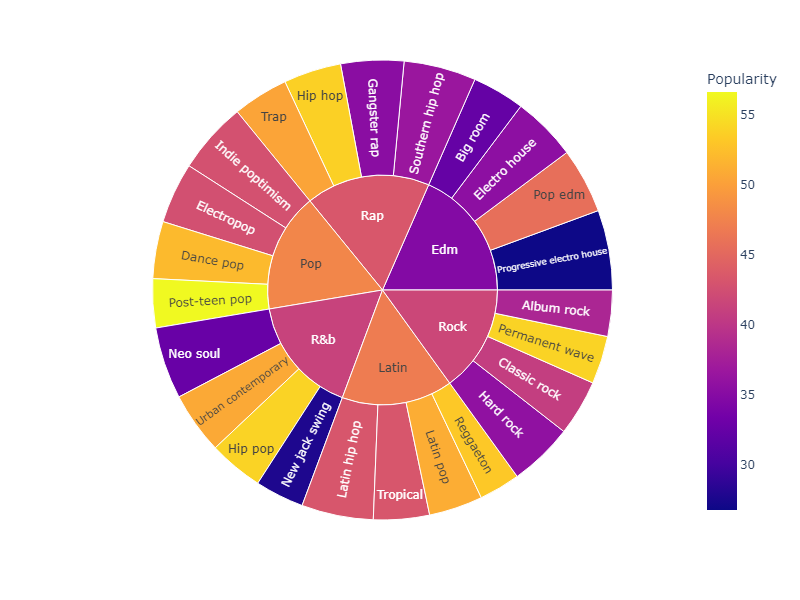 Popularity
55
50
45
40
35
30
Edm
Rap
Pop
R&b
Latin
Rock
Progressive electro house
Pop edm
Electro house
Big room
Southern hip hop
Gangster rap
Hip hop
Trap
Indie poptimism
Electropop
Dance pop
Post-teen pop
Neo soul
Urban contemporary
Hip pop
New jack swing
Latin hip hop
Tropical
Latin pop
Reggaeton
Hard rock
Classic rock
Permanent wave
Album rock